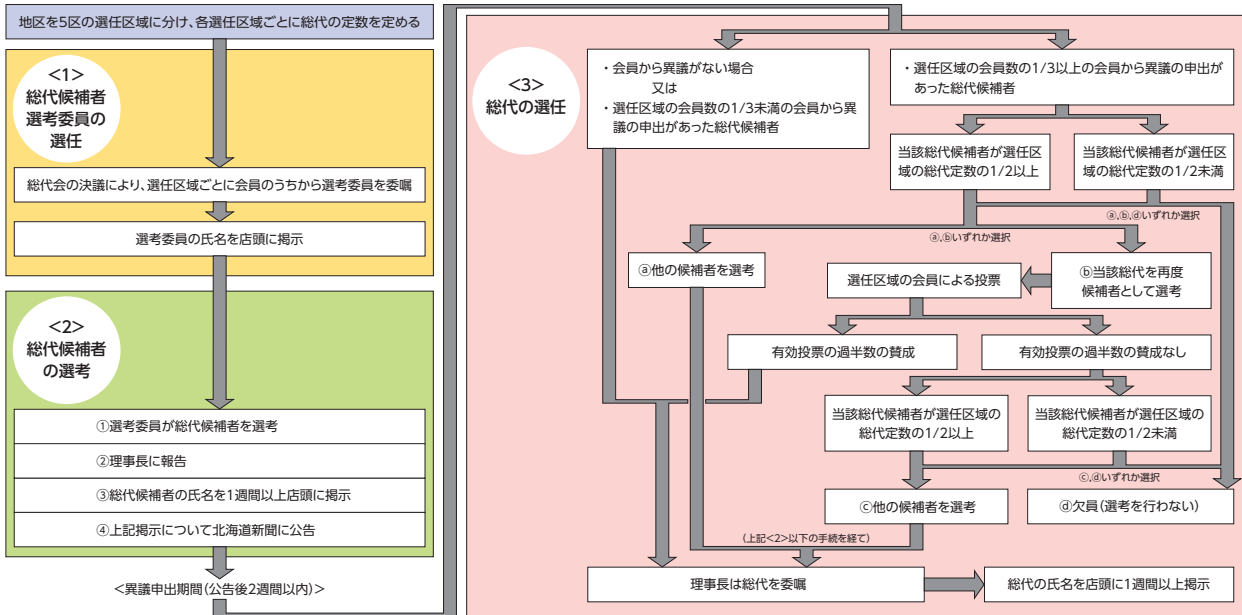 地区を5区の選任区域に分け、各選任区域ごとに総代の定数を定める
<1>
総代候補者
選考委員の
選任
総代会の決議により、選任区域ごとに会員のうちから選考委員を委嘱
選考委員の氏名を店頭に掲示
<2>
総代候補者
の選考
①選考委員が総代候補者を選考
②理事長に報告
③総代候補者の氏名を1週間以上店頭に掲示
④上記掲示について北海道新聞に公告
<異議申出期間(公告後2週間以内)>
<3>
総代の選任
・会員から異議がない場合
又は
・選任区域の会員数の1/3未満の会員から異
議の申出があった総代候補者
・選任区域の会員数の1/3以上の会員から異議の申出が
あった総代候補者
当該総代候補者が選任区
域の総代定数の1/2以上
当該総代候補者が選任区
域の総代定数の1/2未満
ⓐ,ⓑ,ⓓいずれか選択
ⓐ,ⓑいずれか選択
ⓐ他の候補者を選考
選任区域の会員による投票
ⓑ当該総代を再度
候補者として選考
有効投票の過半数の賛成
有効投票の過半数の賛成なし
当該総代候補者が選任区域の
総代定数の1/2以上
当該総代候補者が選任区域の
総代定数の1/2未満
ⓒ,ⓓいずれか選択
ⓒ他の候補者を選考
ⓓ欠員(選考を行わない)
(上記<2>以下の手続を経て)
理事長は総代を委嘱
総代の氏名を店頭に1週間以上掲示